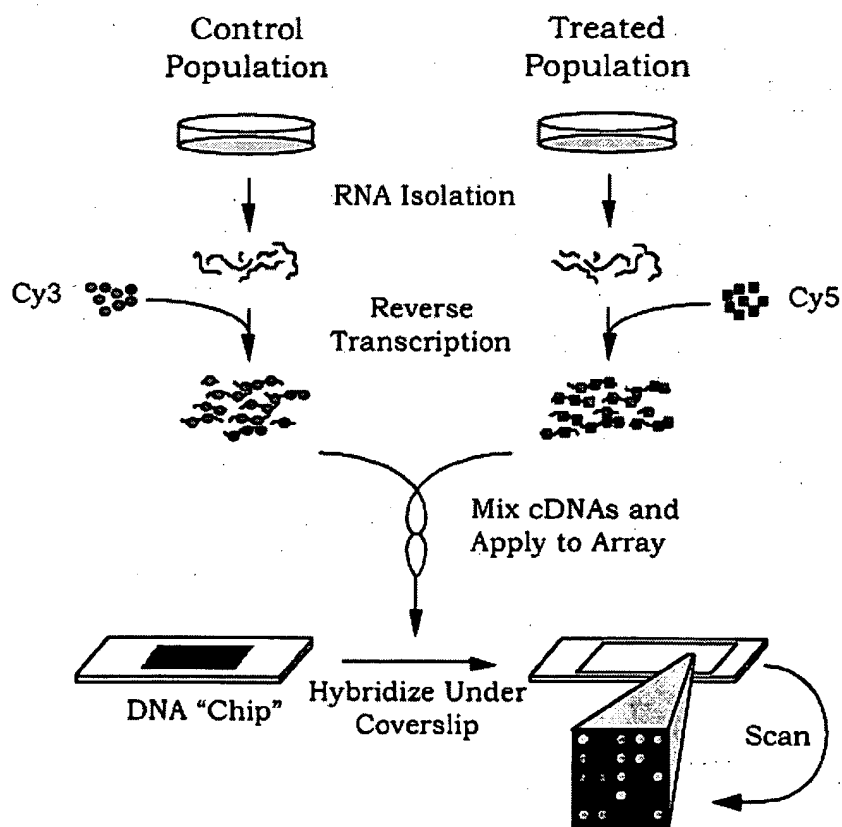 Control
Population
Treated
Population
RNA Isolation
Cy3
Reverse
Transcription
Cy5
Mix cDNAs and
Apply to Array
DNA “Chip”
Hybridize Under
Coverslip
Scan